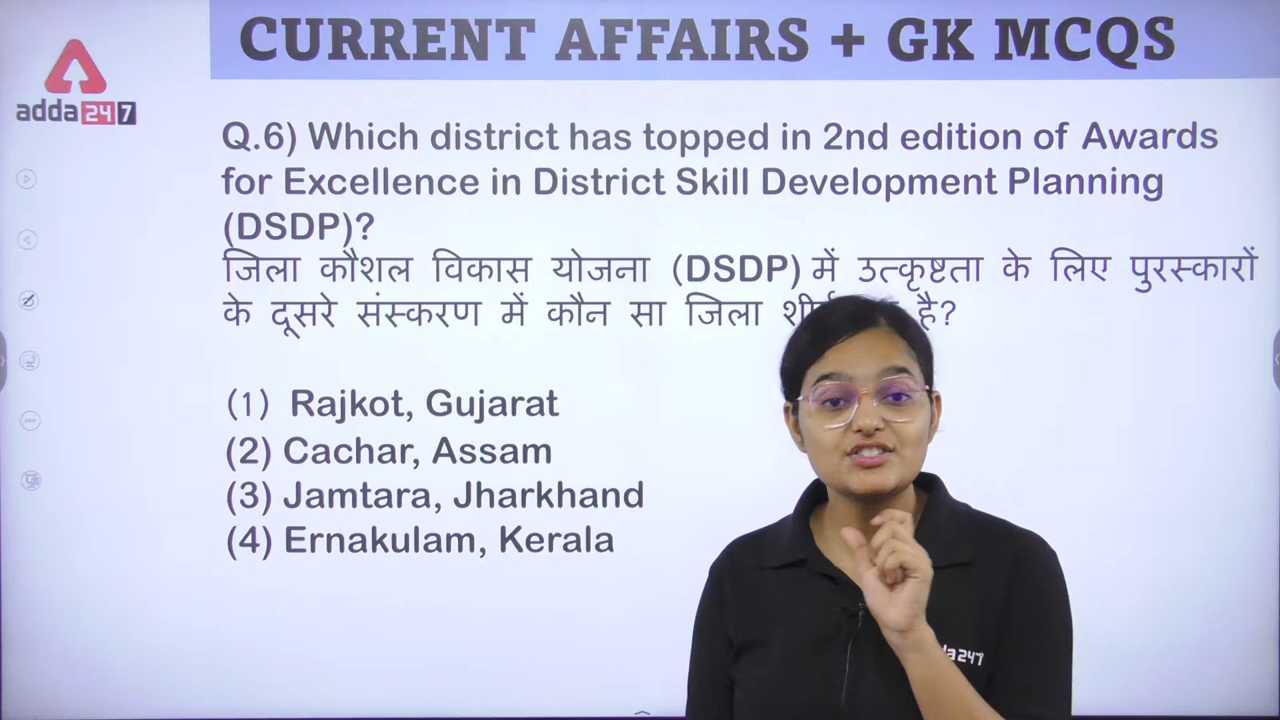 CURRENT AFFAIRS + GK MCQS
adda247
Q.6) Which district has topped in 2nd edition of Awards
for Excellence in District Skill Development Planning
(DSDP)?
जिला कौशल विकास योजना (DSDP) में उत्कृष्टता के लिए पुरस्कारों
के दूसरे संस्करण में कौन सा जिला है?
(1) Rajkot, Gujarat
(2) Cachar, Assam
(3) Jamtara, Jharkhand
(4) Ernakulam, Kerala